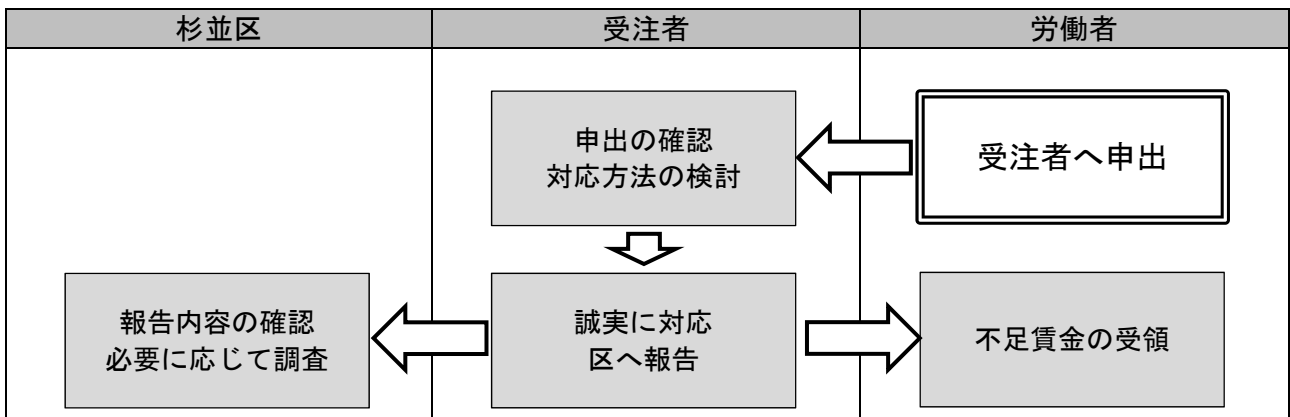 杉並区
受注者
労働者
申出の確認
対応方法の検討
受注者へ申出
報告内容の確認
必要に応じて調査
誠実に対応
区へ報告
不足賃金の受領